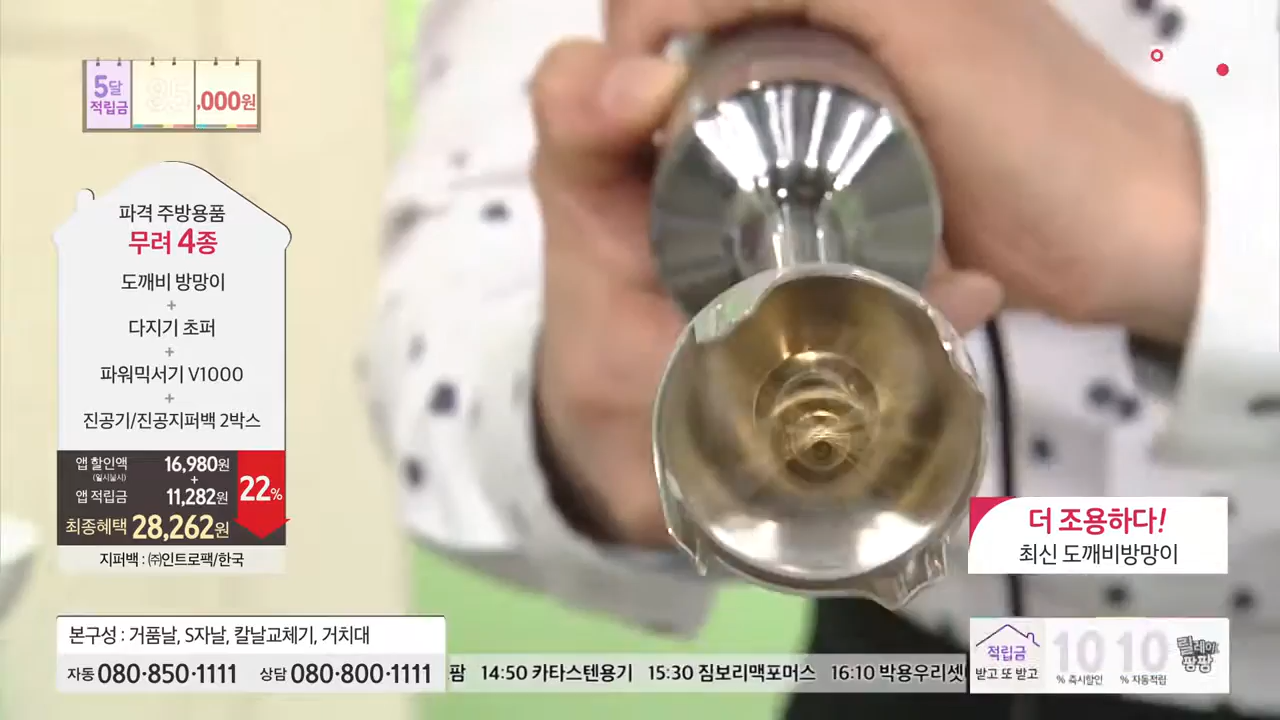 5달
적립금
,000원
파격 주방용품
무려 4종
도깨비 방망이
+
다지기 초퍼
+
파워믹서기 V1000
+
진공기/진공지퍼백 2박스
앱 할인액 16,980원
(일시불시)
+
앱 적립금 11,282원
22%
최종혜택 28,262원
지퍼백 : ㈜인트로팩/한국
더 조용하다!
최신 도깨비방망이
본구성 : 거품날, S자날, 칼날교체기, 거치대
자동 080·850·1111 상담 080·800·1111
팜 14:50 카타스텐용기 15:30 짐보리맥포머스 16:10 박용우리셋
적립금
받고 또 받고
10
% 즉시할인
10
% 자동적립
릴레이
팡팡